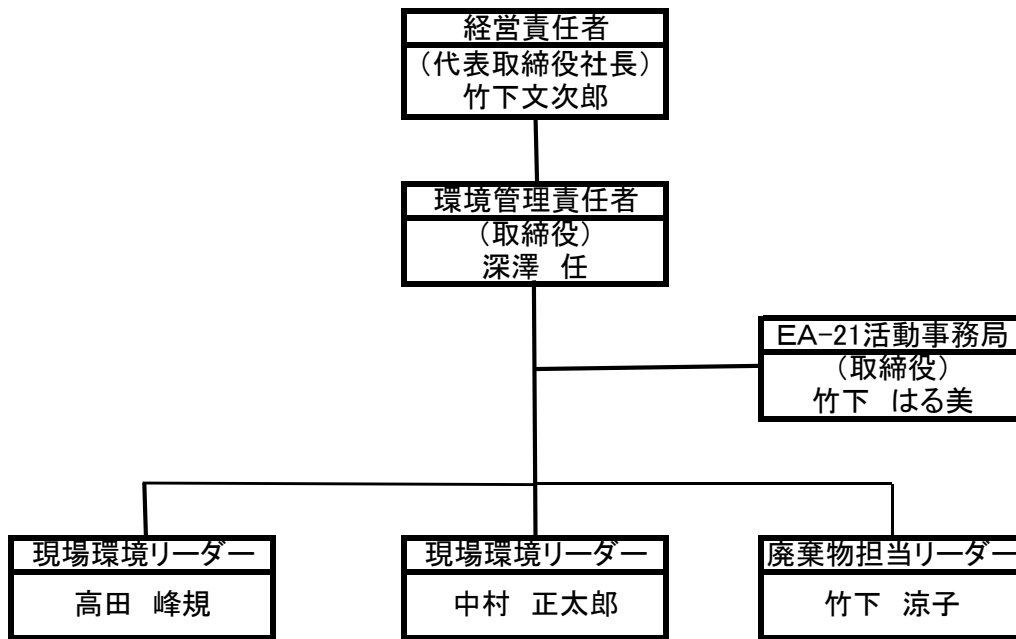 経営責任者
(代表取締役社長)
竹下文次郎
環境管理責任者
(取締役)
深澤　任
EA-21活動事務局
(取締役)
竹下　はる美
現場環境リーダー
高田　峰規
現場環境リーダー
中村　正太郎
廃棄物担当リーダー
竹下　涼子